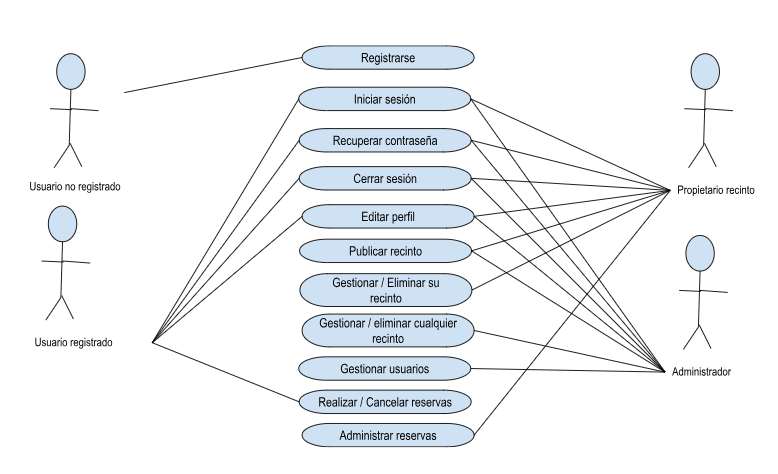 Registrarse
Iniciar sesión
Recuperar contraseña
Cerrar sesión
Usuario no registrado
Propietario recinto
Editar perfil
Publicar recinto
Gestionar / Eliminar su
recinto
Gestionar / eliminar cualquier
recinto
Usuario registrado
Gestionar usuarios
Administrador
Realizar / Cancelar reservas
Administrar reservas